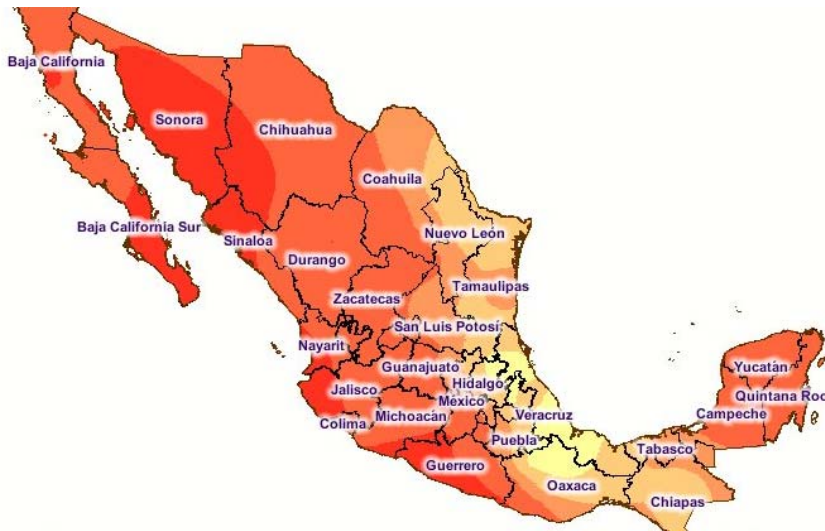 Baja California
Sonora
Chihuahua
Coahuila
Baja California Sur
Sinaloa
Nuevo León
Durango
Tamaulipas
Zacatecas
San Luis Potosí
Nayarit
Guanajuato
Yucatán
Jalisco
Hidalgo
Quintana Roo
México
Michoacán
Veracruz
Campeche
Colima
Puebla
Tabasco
Guerrero
Oaxaca
Chiapas